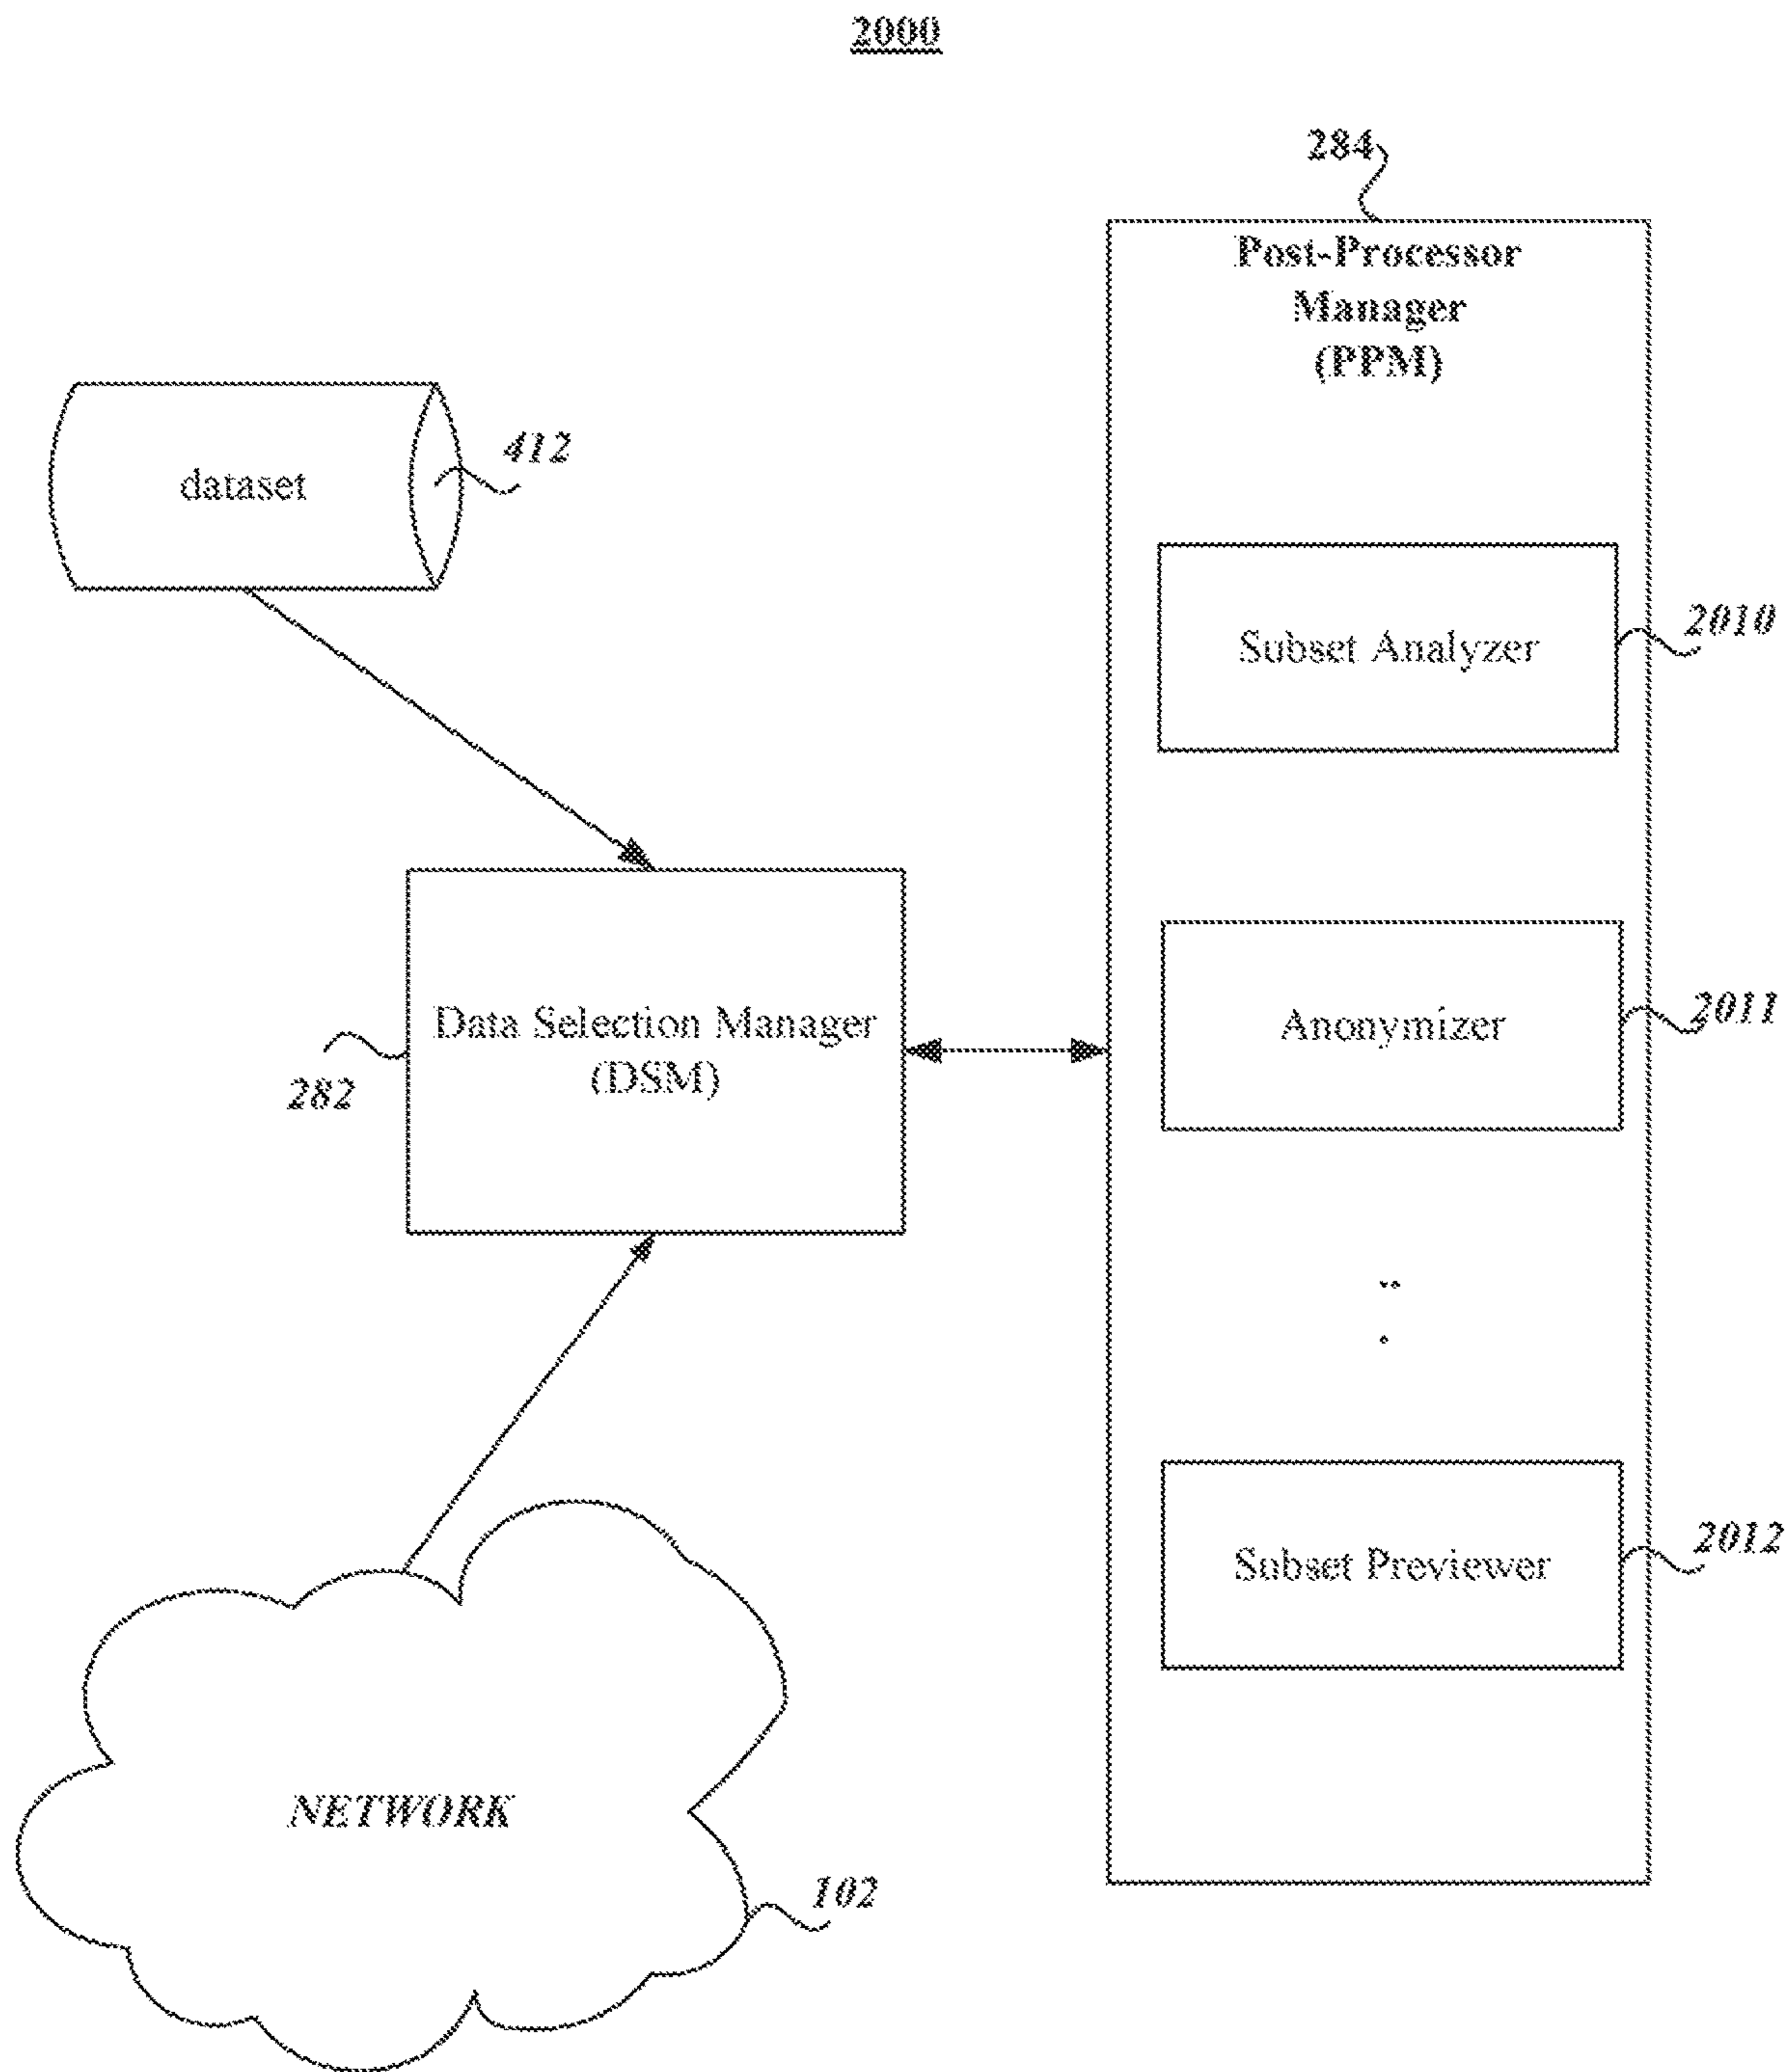 2000
284
Post-Processor
Manager
(PPM)
412
dataset
2010
Subset Analyzer
2011
Anonymizer
Data Selection Manager
(DSM)
282
2012
Subset Previewer
NETWORK
102